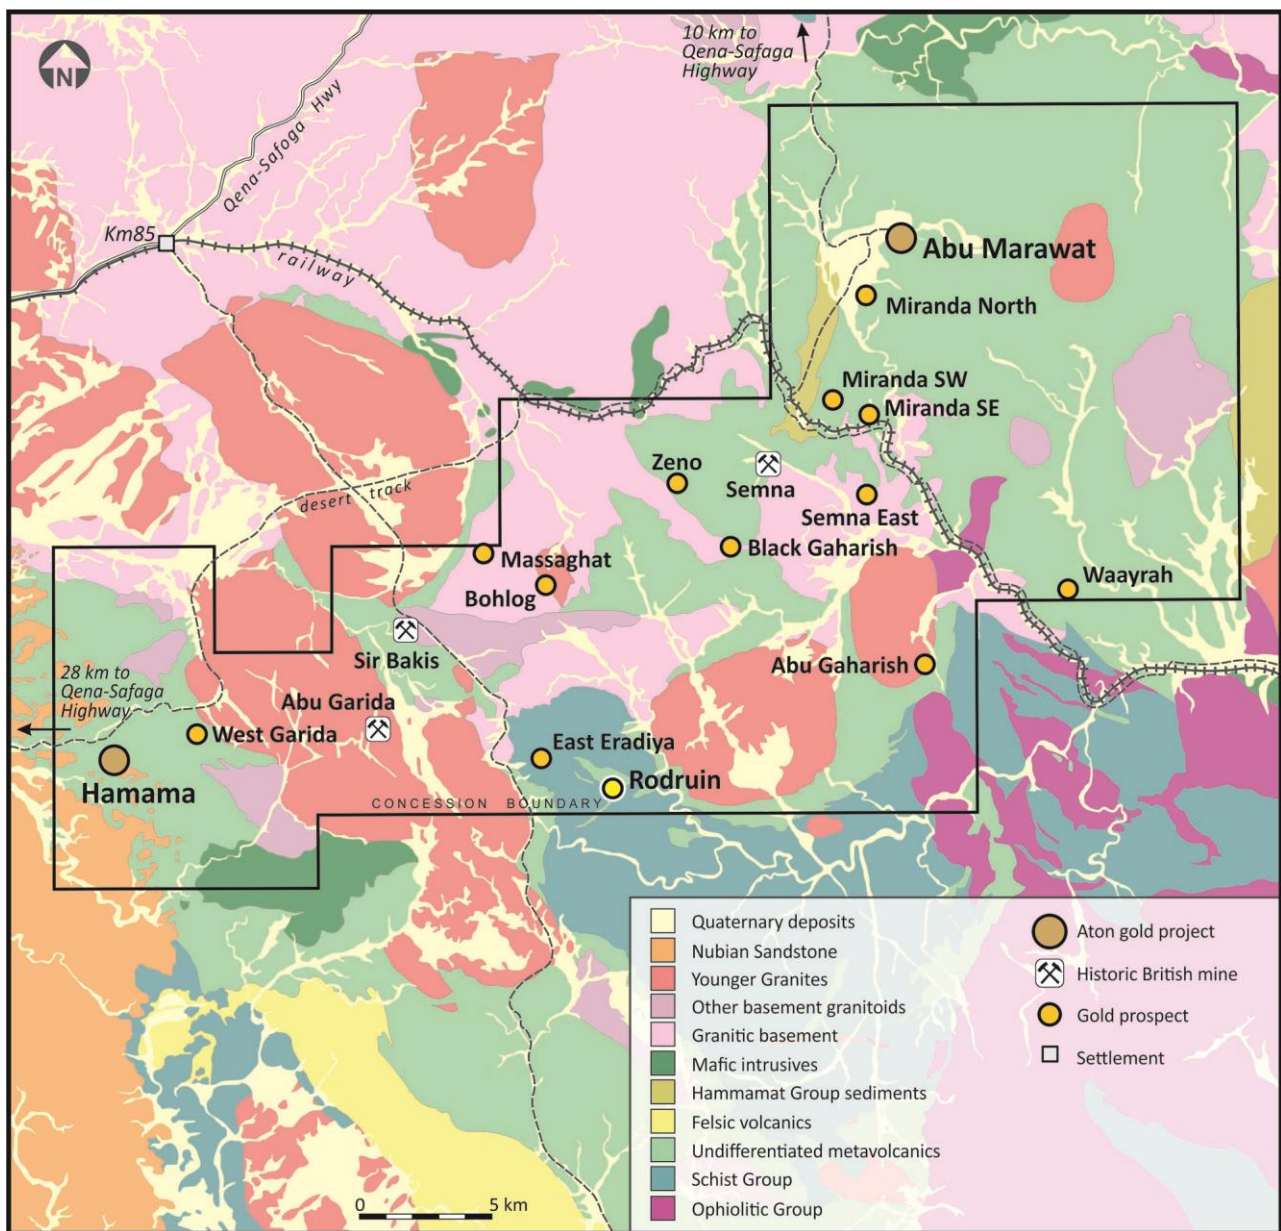 N
10 km to
Qena-Safaga
Highway
Qena-Safoga Hwy
Km85
railway
Abu Marawat
Miranda North
Miranda SW
Miranda SE
Zeno
Semna
Semna East
desert track
Black Gaharish
Massaghat
Bohlog
Waayrah
Sir Bakis
28 km to
Qena-Safaga
Highway
Abu Gaharish
Abu Garida
West Garida
East Eradiya
Hamama
Rodruin
CONCESSION BOUNDARY
Quaternary deposits
Nubian Sandstone
Younger Granites
Other basement granitoids
Granitic basement
Mafic intrusives
Hammamat Group sediments
Felsic volcanics
Undifferentiated metavolcanics
Schist Group
Ophiolitic Group
Aton gold project
Historic British mine
Gold prospect
Settlement
0 5 km